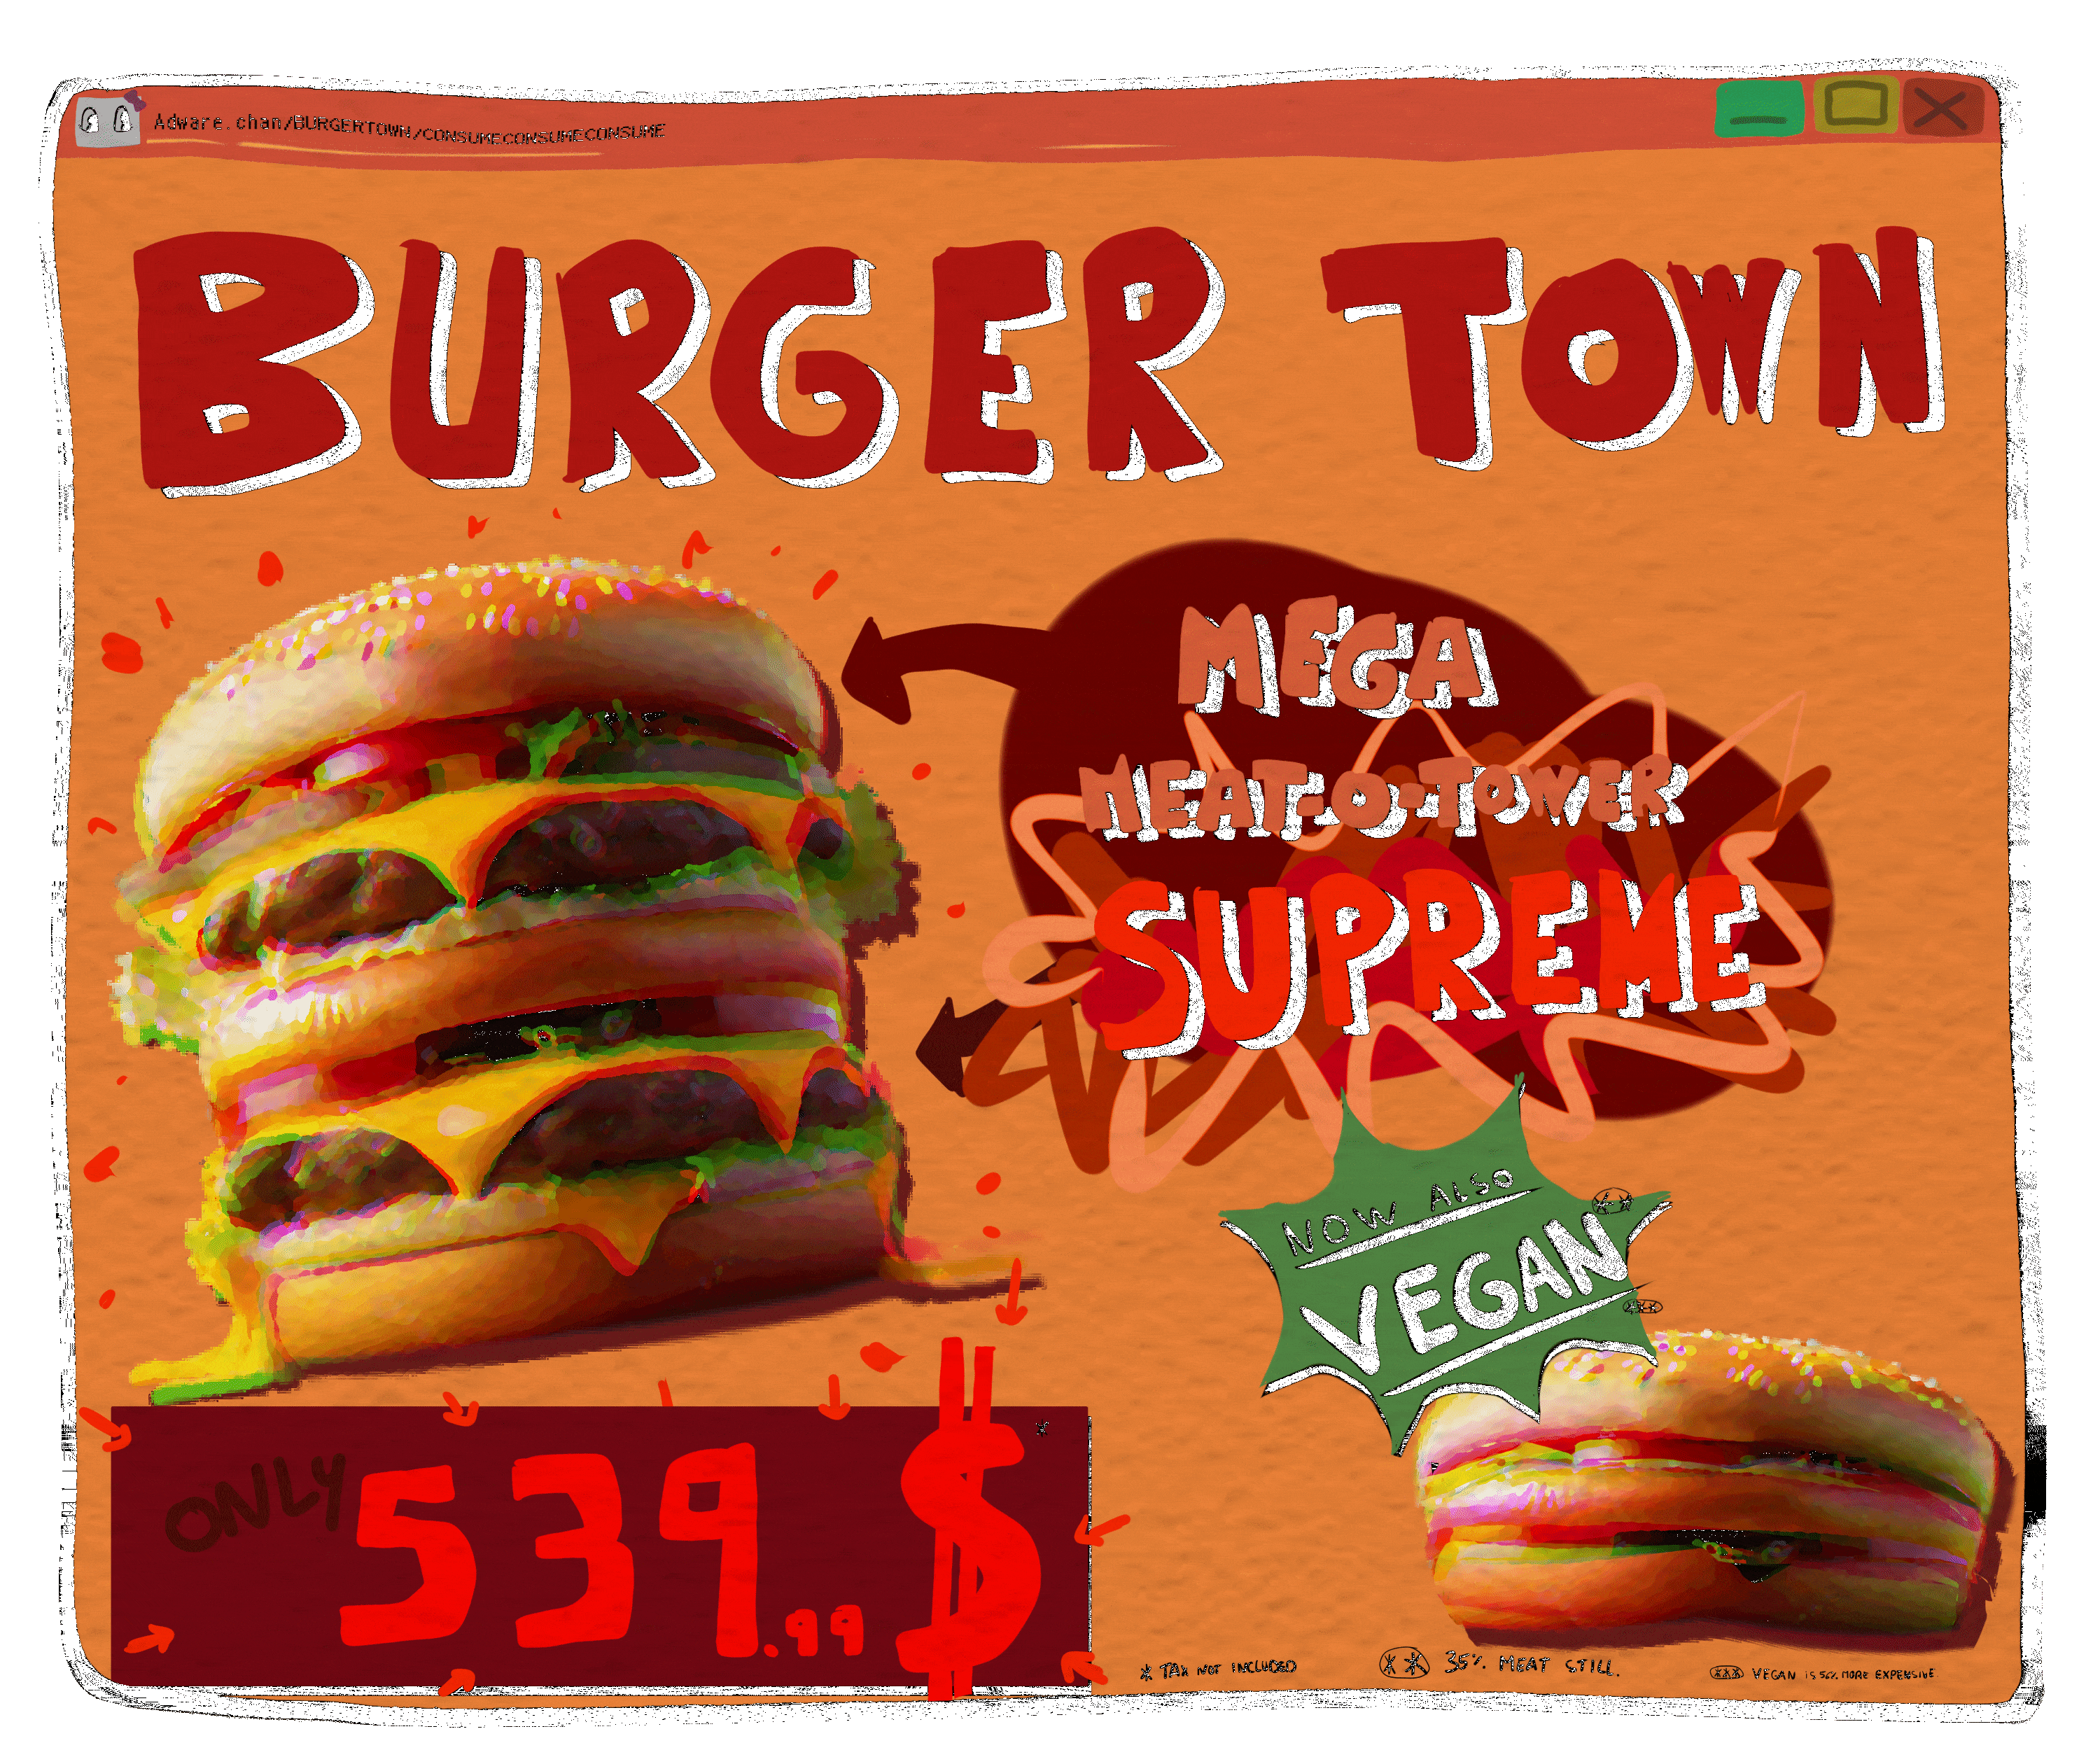 Adware.chan/BURGERTOWN/CONSUMECONSUMECONSUME
BURGER TOWN
MEGA
MEAT-O-TOWER
SUPREME
NOW ALSO **
VEGAN
***
ONLY 539.99 $ *
* TAX NOT INCLUDED
** 35% MEAT STILL.
*** VEGAN IS 50% MORE EXPENSIVE